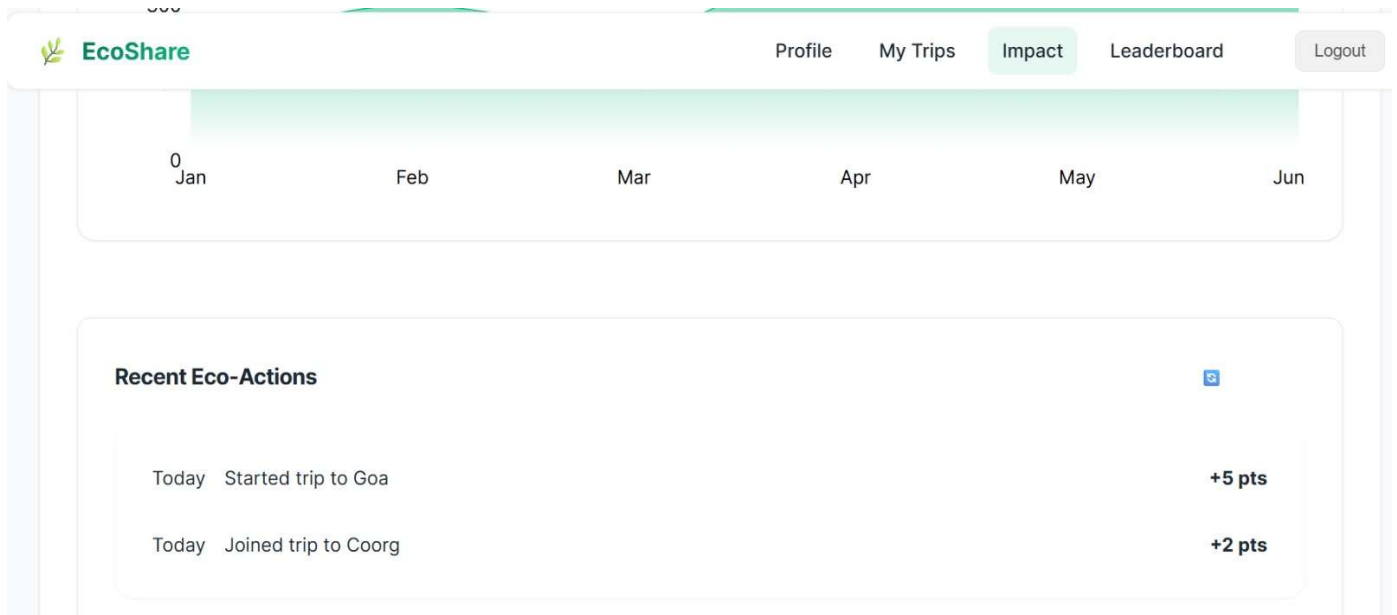 EcoShare Profile My Trips Impact Leaderboard Logout
0
Jan Feb Mar Apr May Jun
Recent Eco-Actions
Today Started trip to Goa +5 pts
Today Joined trip to Coorg +2 pts